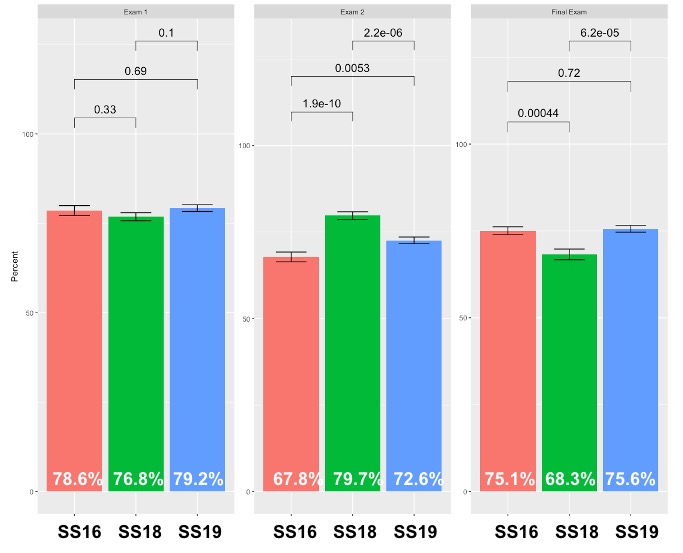 Exam 1
Exam 2
Final Exam
0.1
2.2e-06
6.2e-05
0.69
0.0053
0.72
0.33
1.9e-10
0.00044
100
100
100
Percent
50
50
50
78.6%
76.8%
79.2%
67.8%
79.7%
72.6%
75.1%
68.3%
75.6%
0
0
0
SS16
SS18
SS19
SS16
SS18
SS19
SS16
SS18
SS19